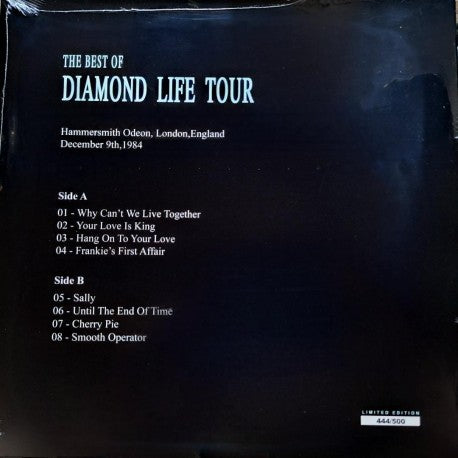 THE BEST OF
DIAMOND LIFE TOUR
Hammersmith Odeon, London,England
December 9th,1984
Side A
01 - Why Can't We Live Together
02 - Your Love Is King
03 - Hang On To Your Love
04 - Frankie's First Affair
Side B
05 - Sally
06 - Until The End Of Time
07 - Cherry Pie
08 - Smooth Operator
LIMITED EDITION
444/500